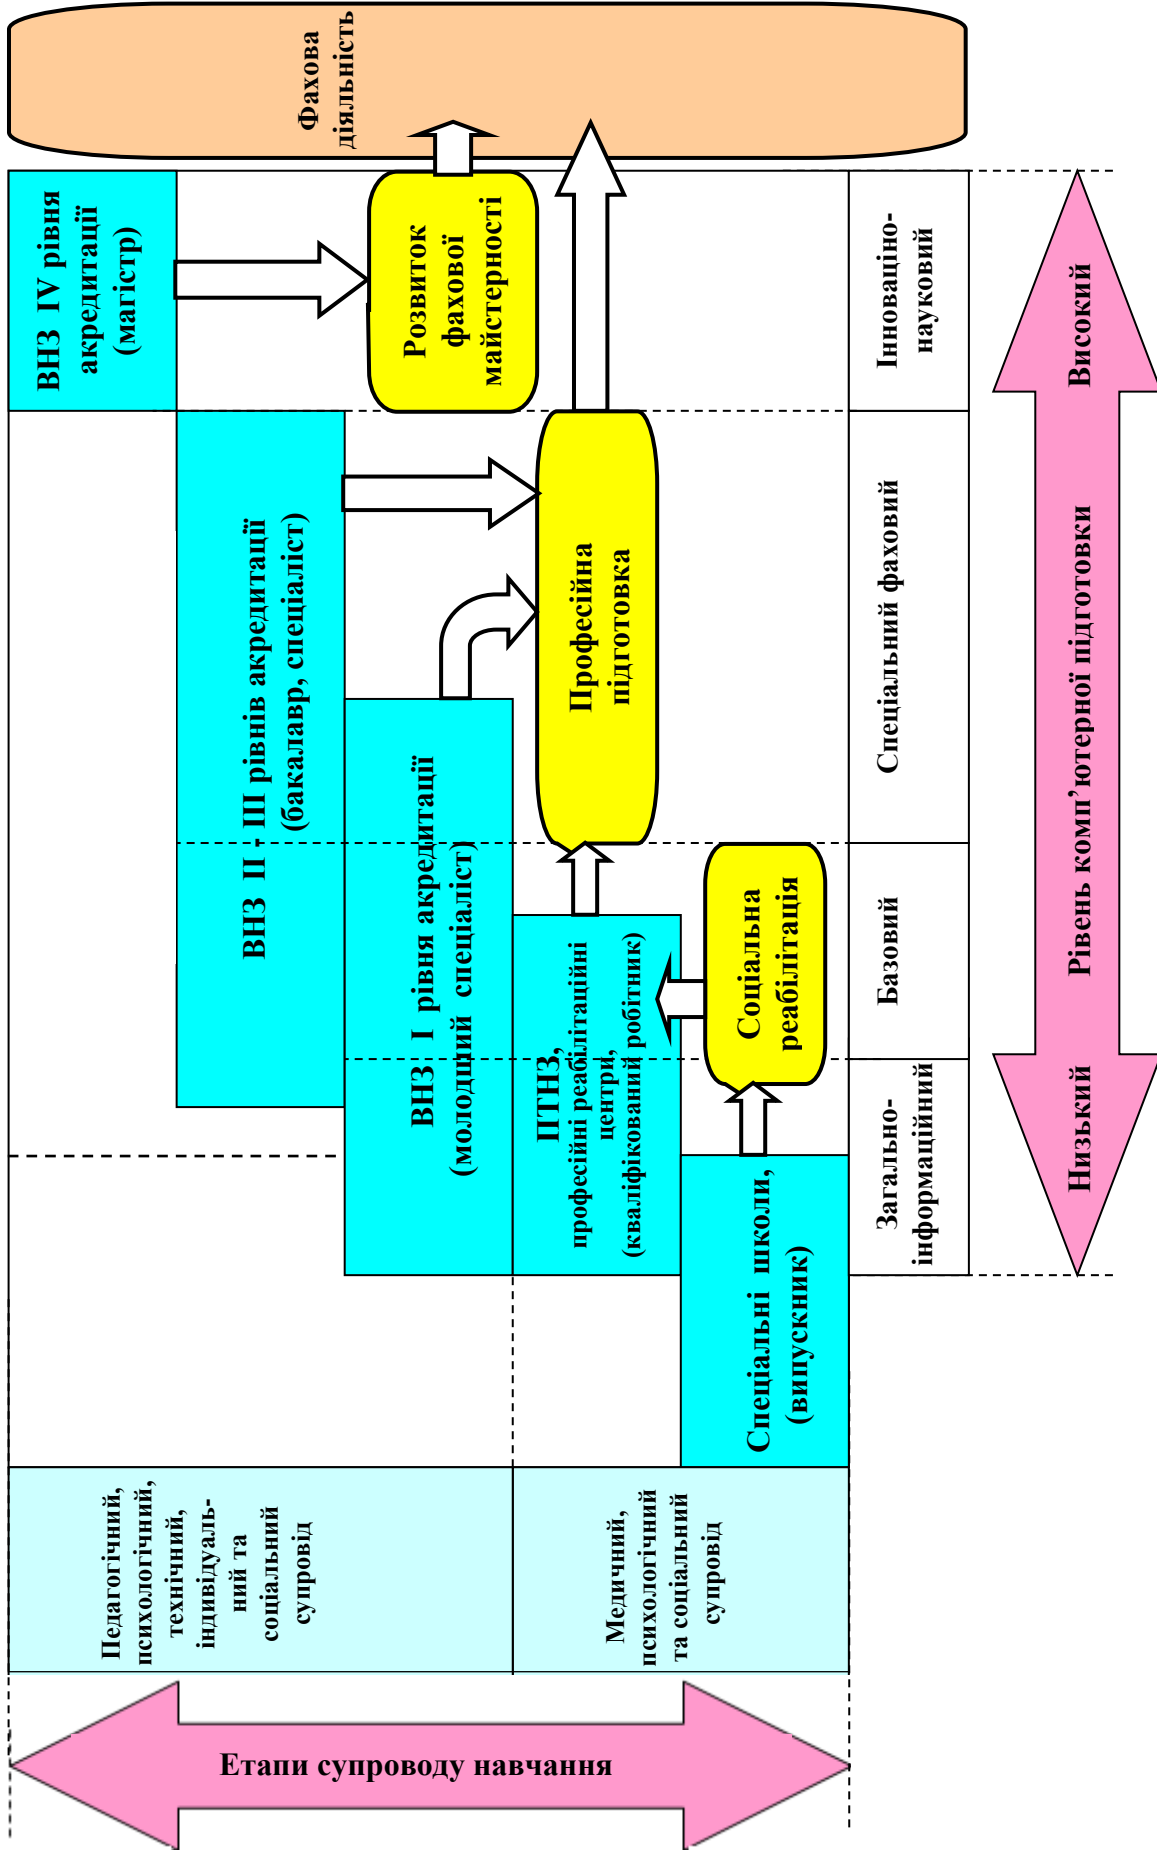 Фахова
діяльність
ВНЗ IV рівня
акредитації
(магістр)
Розвиток
фахової
майстерності
Інноваціно-
науковий
Високий
ВНЗ ІІ - ІІІ рівнів акредитації
(бакалавр, спеціаліст)
Професійна
підготовка
Спеціальний фаховий
Рівень комп’ютерної підготовки
ВНЗ І рівня акредитації
(молодший спеціаліст)
ПТНЗ,
професійні реабілітаційні
центри,
(кваліфікований робітник)
Соціальна
реабілітація
Базовий
Загально-
інформаційний
Низький
Спеціальні школи,
(випускник)
Педагогічний,
психологічний,
технічний,
індивідуаль-
ний та
соціальний
супровід
Медичний,
психологічний
та соціальний
супровід
Етапи супроводу навчання